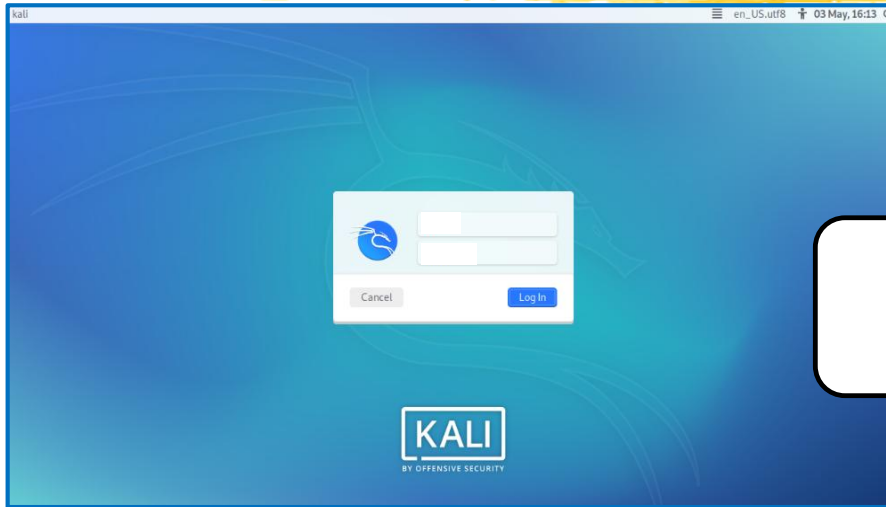 kali
en_US.utf8
03 May, 16:13
Cancel
Log In
KALI
BY OFFENSIVE SECURITY